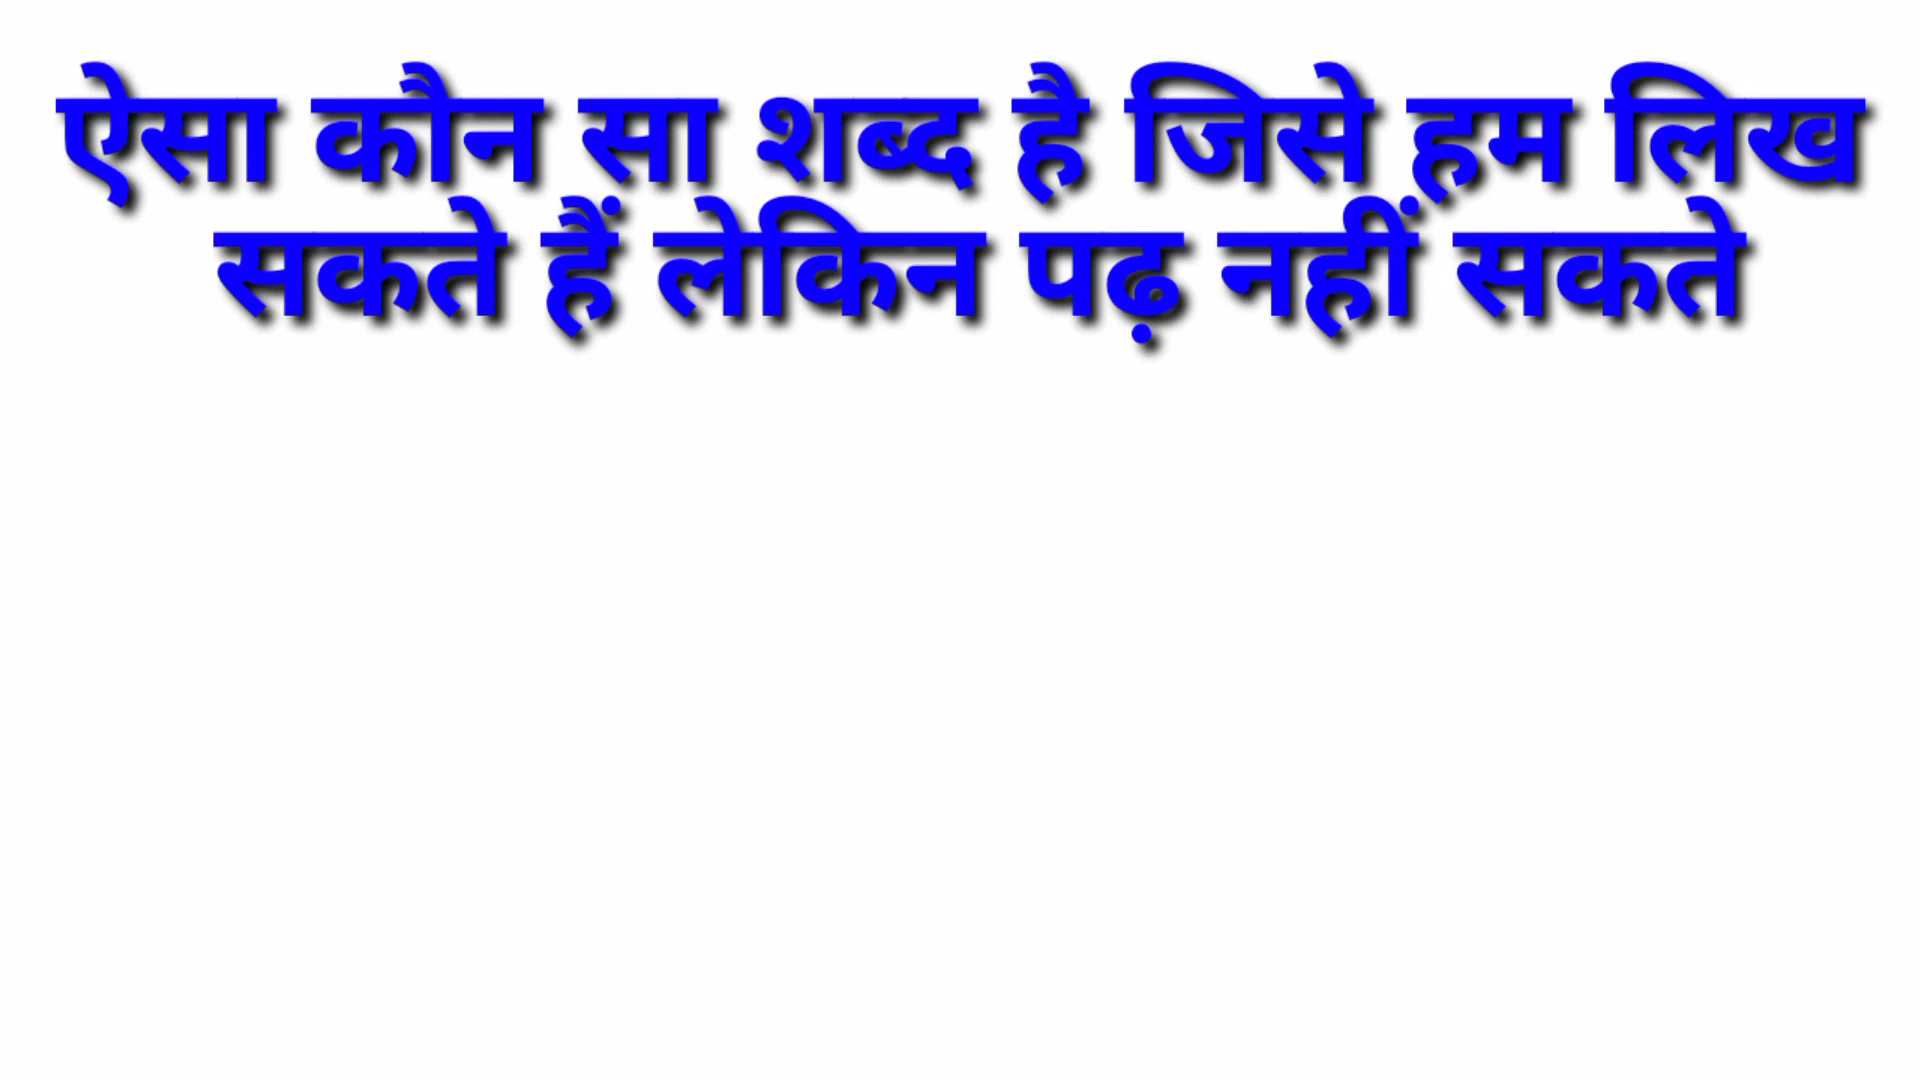 ऐसा कौन सा शब्द है जिसे हम लिख
सकते हैं लेकिन पढ़ नहीं सकते